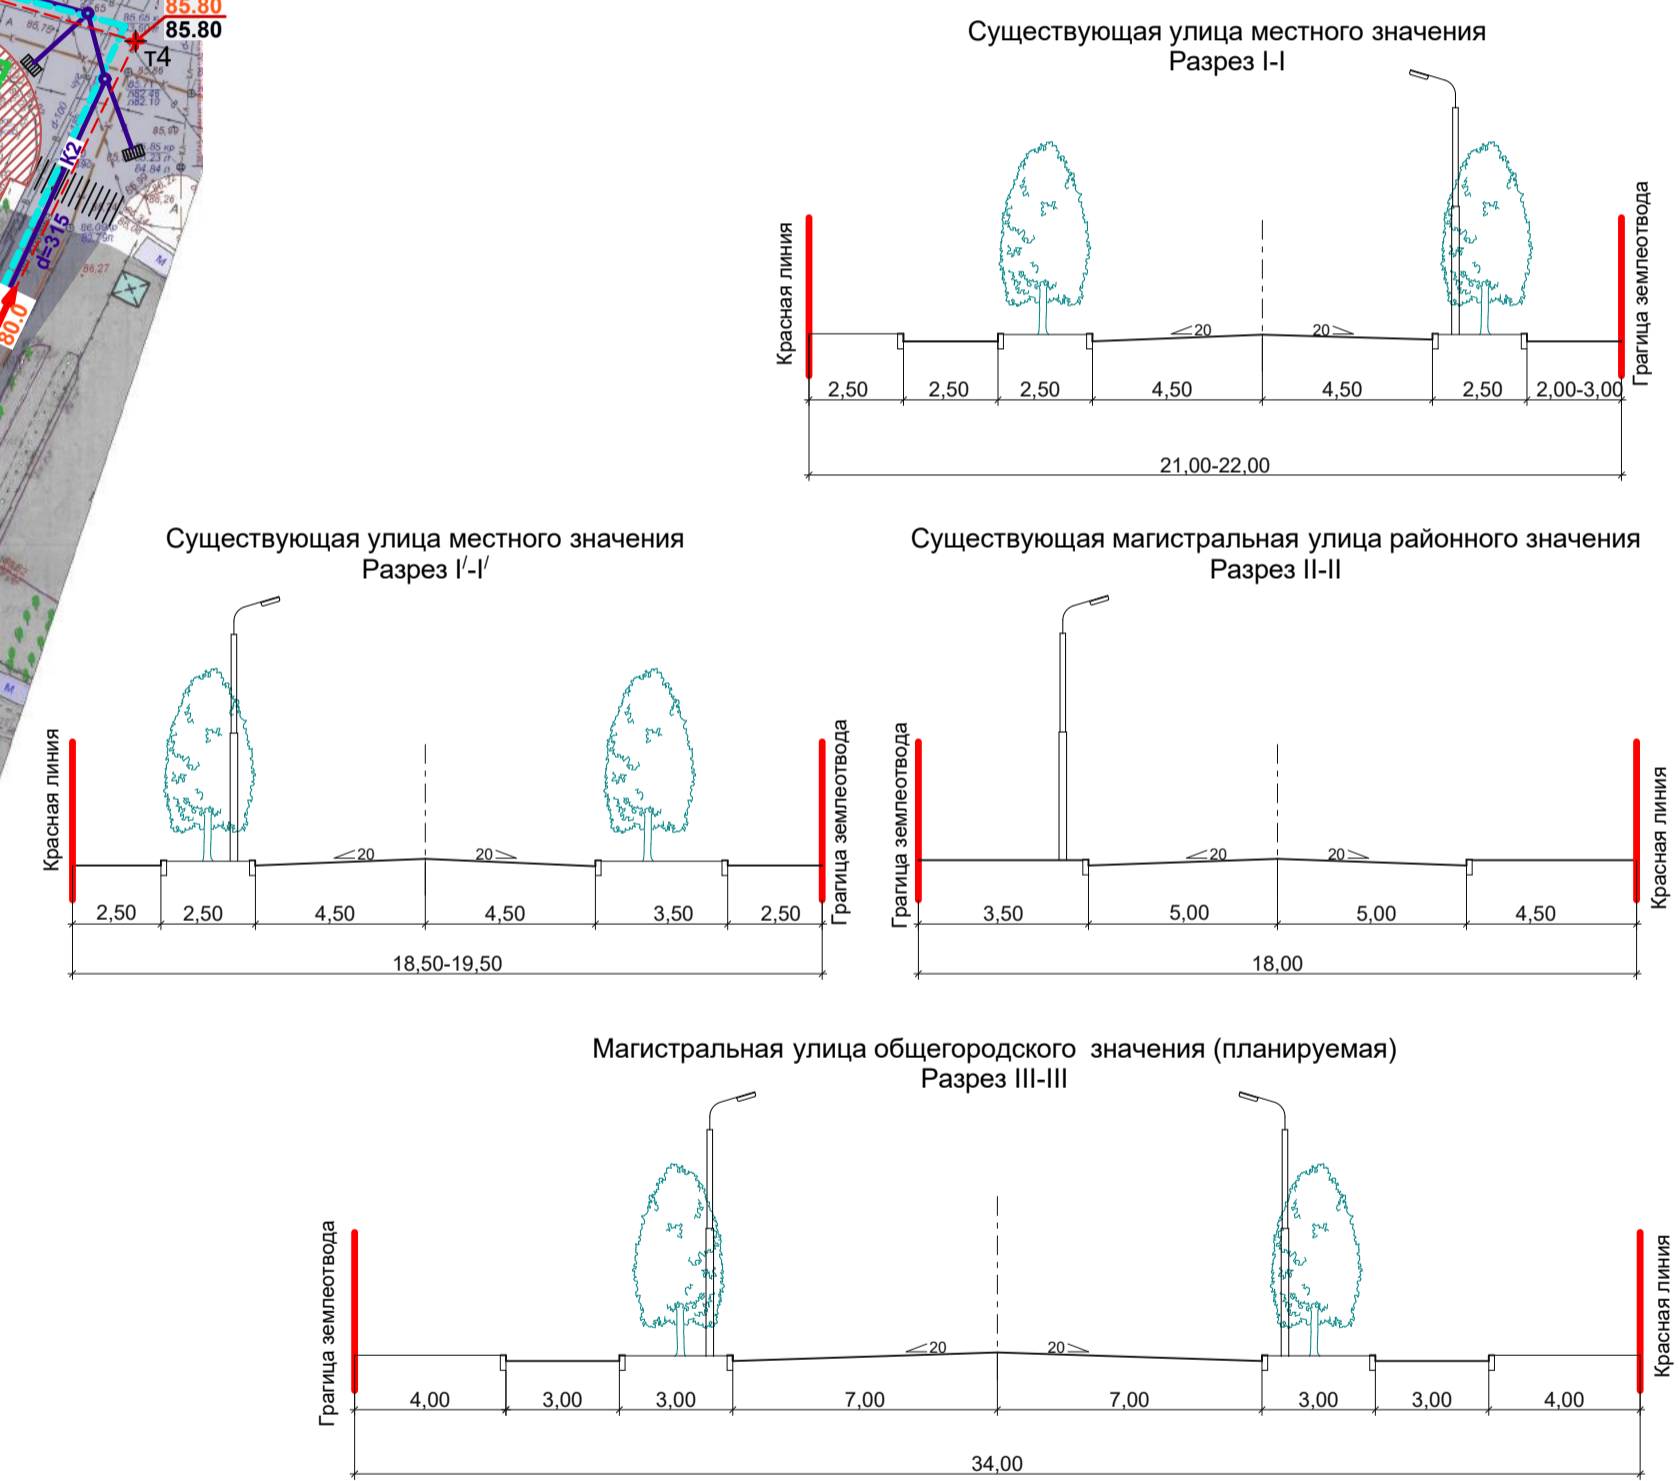 85.80
85.80
т4
К2
d=315
80.0
86,27
М
М
Существующая улица местного значения
Разрез I-I
Красная линия
Грагица землеотвода
20
20
2,50
2,50
2,50
4,50
4,50
2,50
2,00-3,00
21,00-22,00
Существующая улица местного значения
Разрез I/-I/
Красная линия
Грагица землеотвода
20
20
2,50
2,50
4,50
4,50
3,50
2,50
18,50-19,50
Существующая магистральная улица районного значения
Разрез II-II
Грагица землеотвода
Красная линия
20
20
3,50
5,00
5,00
4,50
18,00
Магистральная улица общегородского значения (планируемая)
Разрез III-III
Грагица землеотвода
Красная линия
20
20
4,00
3,00
3,00
7,00
7,00
3,00
3,00
4,00
34,00